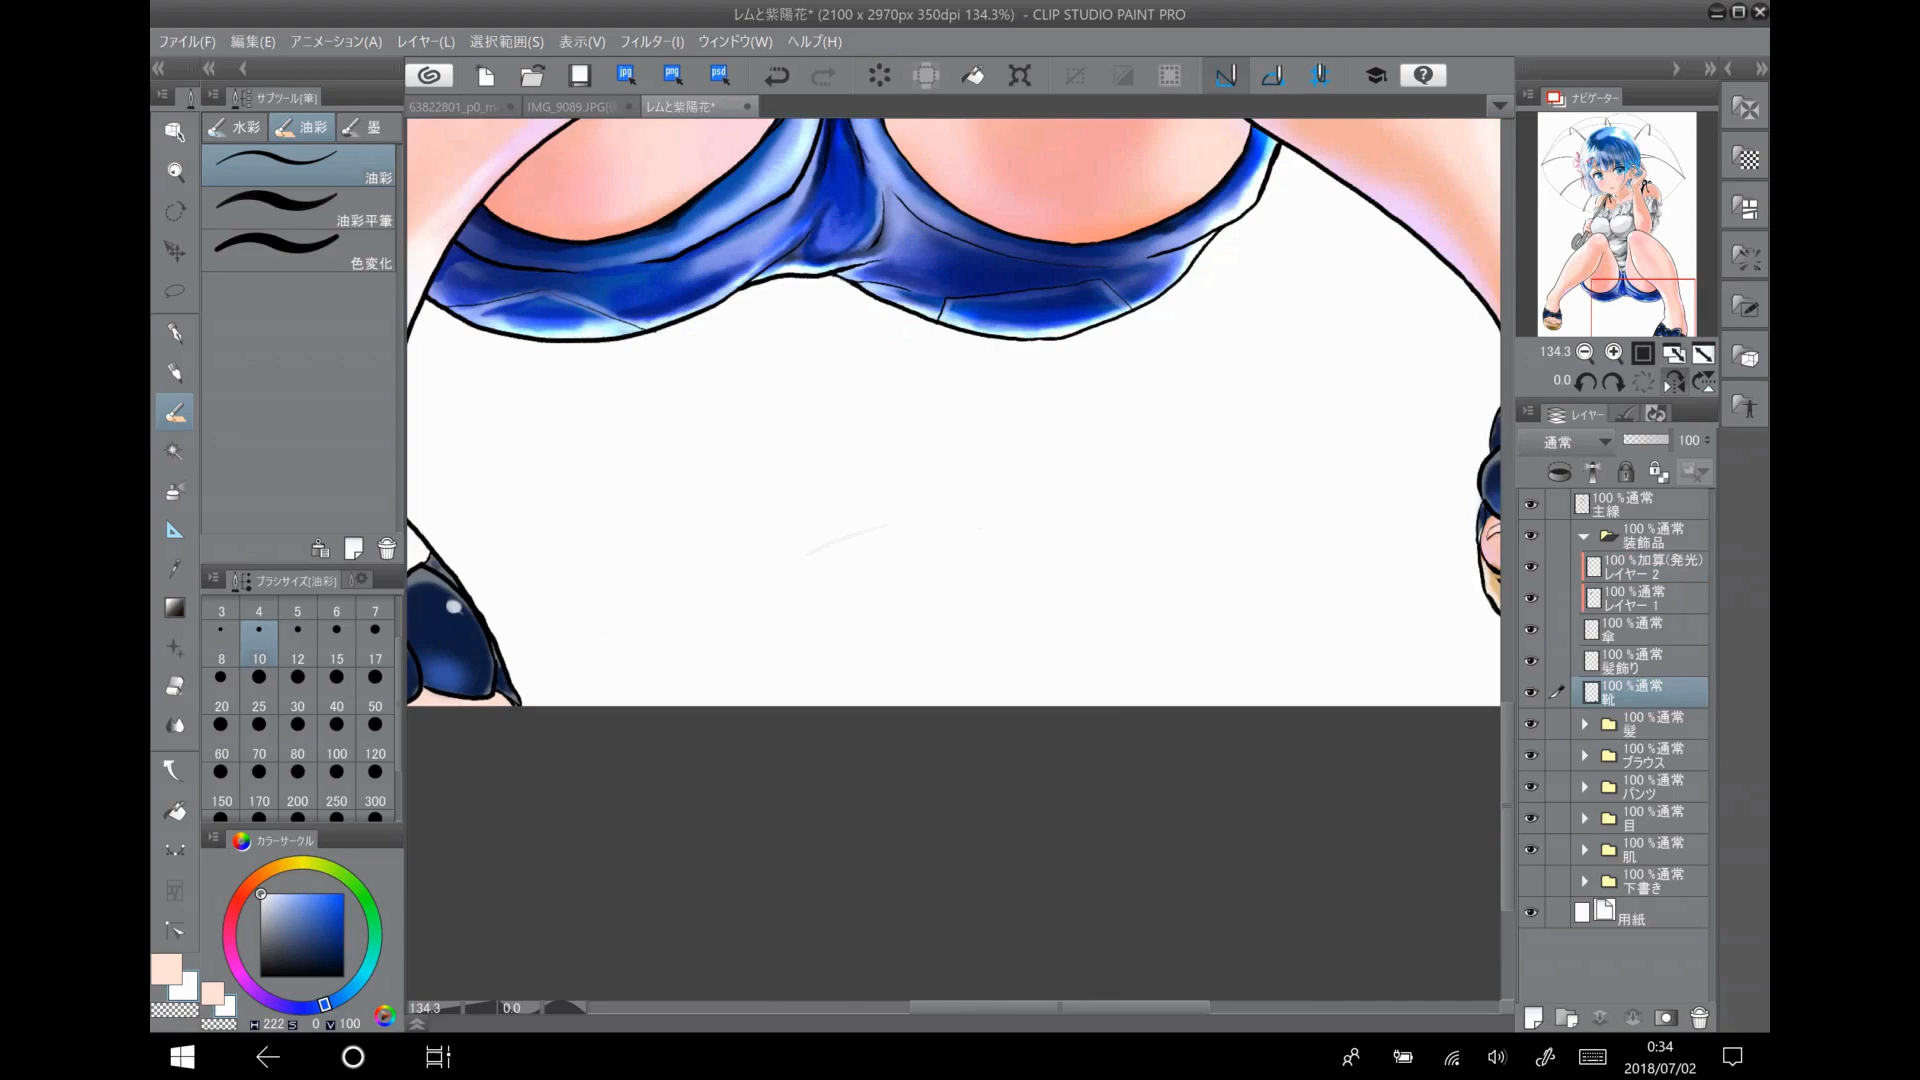 レムと紫陽花* (2100 x 2970px 350dpi 134.3%) - CLIP STUDIO PAINT PRO
ファイル(F) 編集(E) アニメーション(A) レイヤー(L) 選択範囲(S) 表示(V) フィルター(I) ウィンドウ(W) ヘルプ(H)
jpg png psd
サブツール[筆]
63822801_p0_m IMG_9089.JPG レムと紫陽花*
ナビゲーター
水彩 油彩 墨
油彩
油彩平筆
色変化
134.3
0.0
レイヤー
通常 100
100 %通常
主線
100 %通常
装飾品
100 %加算(発光)
レイヤー 2
100 %通常
レイヤー 1
100 %通常
傘
100 %通常
髪飾り
100 %通常
靴
100 %通常
髪
100 %通常
ブラウス
100 %通常
パンツ
100 %通常
目
100 %通常
肌
100 %通常
下書き
用紙
ブラシサイズ[油彩]
3 4 5 6 7
8 10 12 15 17
20 25 30 40 50
60 70 80 100 120
150 170 200 250 300
カラーサークル
H 222 S 0 V 100
134.3 0.0
0:34
2018/07/02